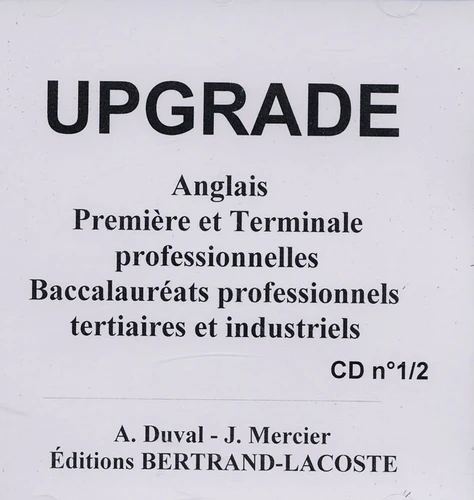 UPGRADE
Anglais
Première et Terminale
professionnelles
Baccalauréats professionnels
tertiaires et industriels
CD n°1/2
A. Duval - J. Mercier
Éditions BERTRAND-LACOSTE